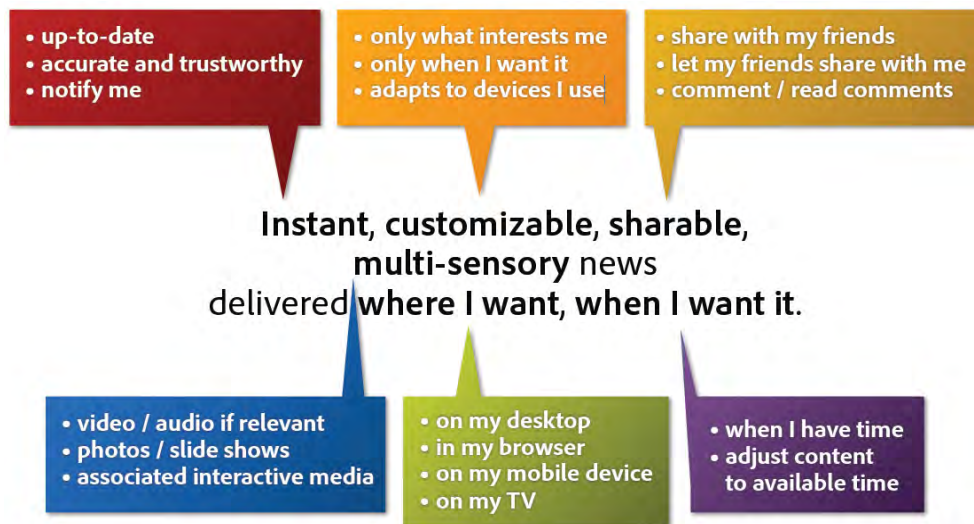 • up-to-date
• accurate and trustworthy
• notify me
• only what interests me
• only when I want it
• adapts to devices I use
• share with my friends
• let my friends share with me
• comment / read comments
Instant, customizable, sharable,
multi-sensory news
delivered where I want, when I want it.
• video / audio if relevant
• photos / slide shows
• associated interactive media
• on my desktop
• in my browser
• on my mobile device
• on my TV
• when I have time
• adjust content
to available time